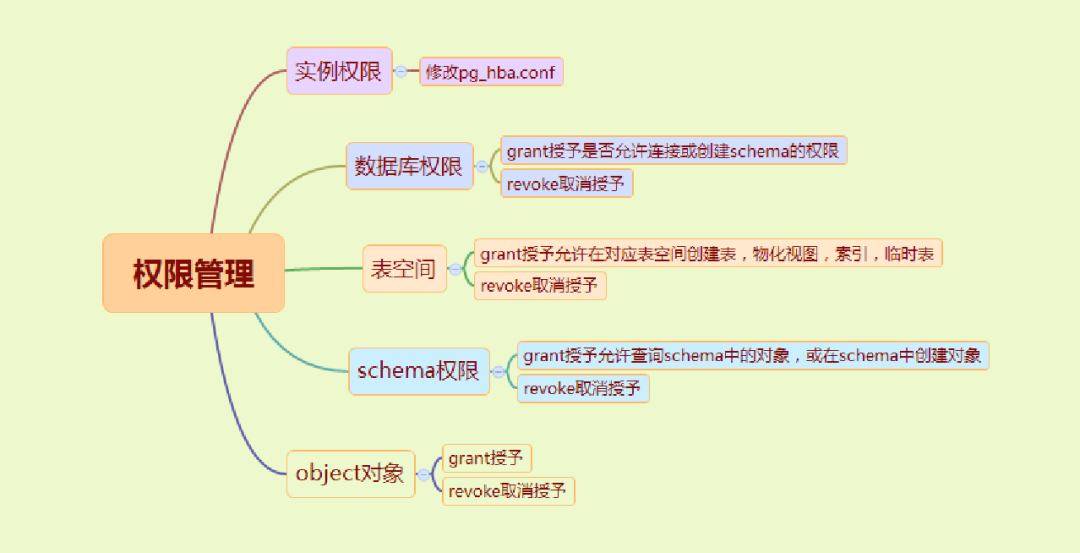 权限管理
实例权限
修改pg_hba.conf
数据库权限
grant授予是否允许连接或创建schema的权限
revoke取消授予
表空间
grant授予允许在对应表空间创建表，物化视图，索引，临时表
revoke取消授予
schema权限
grant授予允许查询schema中的对象，或在schema中创建对象
revoke取消授予
object对象
grant授予
revoke取消授予